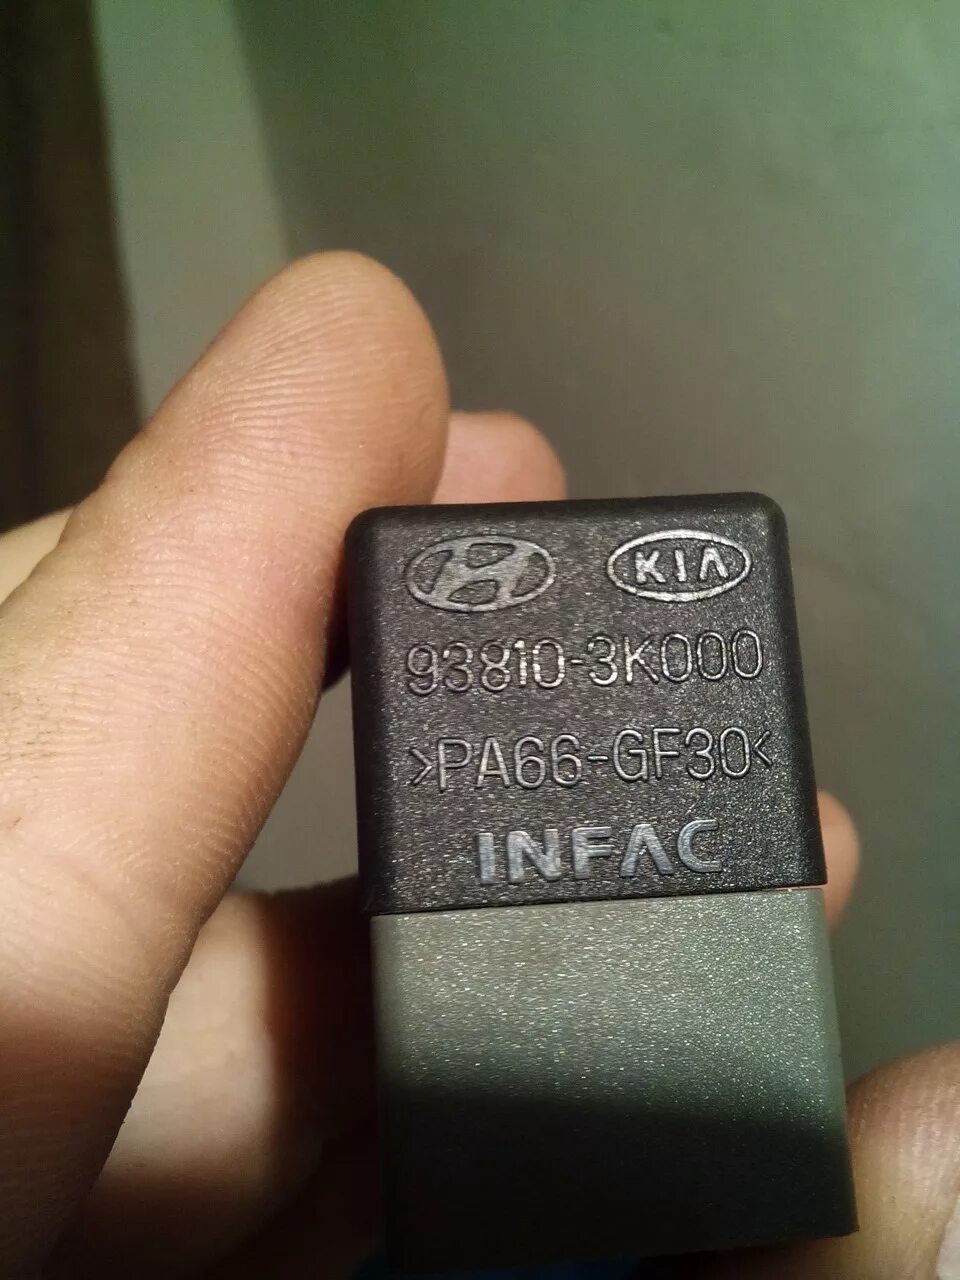 KIA
93810-3K000
>PA66-GF30<
INFAC